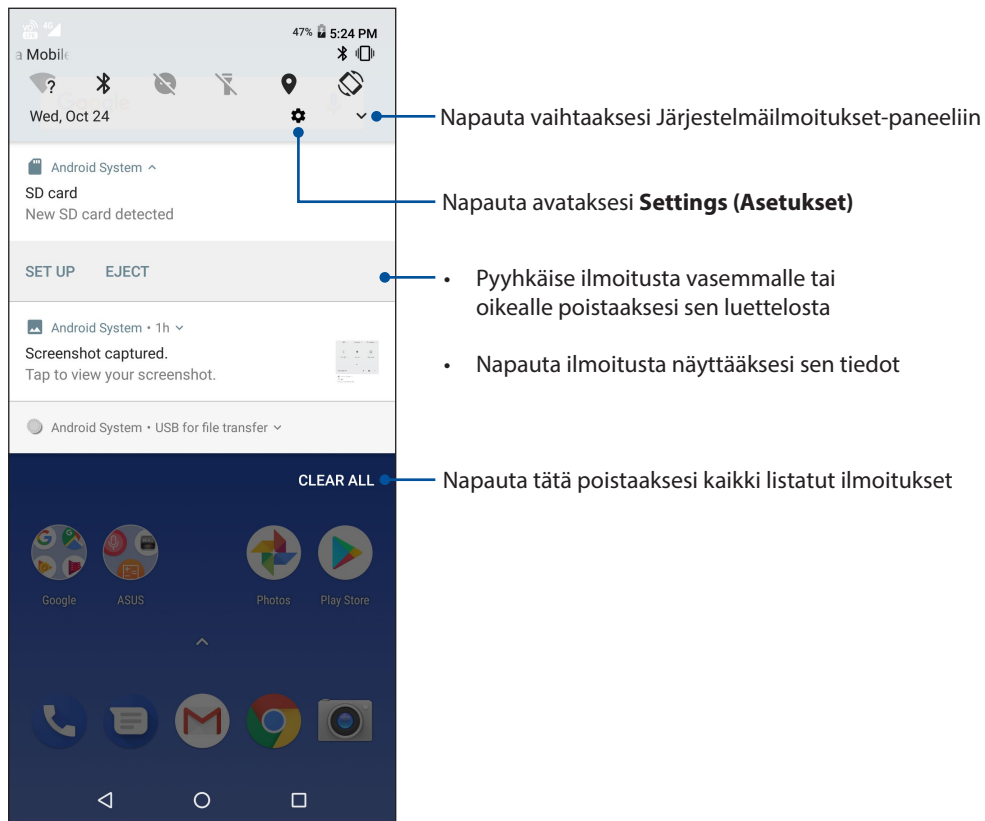 4G
47% 5:24 PM
a Mobile
?
Google
Wed, Oct 24
Napauta vaihtaaksesi Järjestelmäilmoitukset-paneeliin
Android System
SD card
New SD card detected
Napauta avataksesi Settings (Asetukset)
SET UP EJECT
• Pyyhkäise ilmoitusta vasemmalle tai
oikealle poistaaksesi sen luettelosta
Android System • 1h
Screenshot captured.
Tap to view your screenshot.
• Napauta ilmoitusta näyttääksesi sen tiedot
Android System • USB for file transfer
CLEAR ALL
Napauta tätä poistaaksesi kaikki listatut ilmoitukset
Google ASUS Photos Play Store